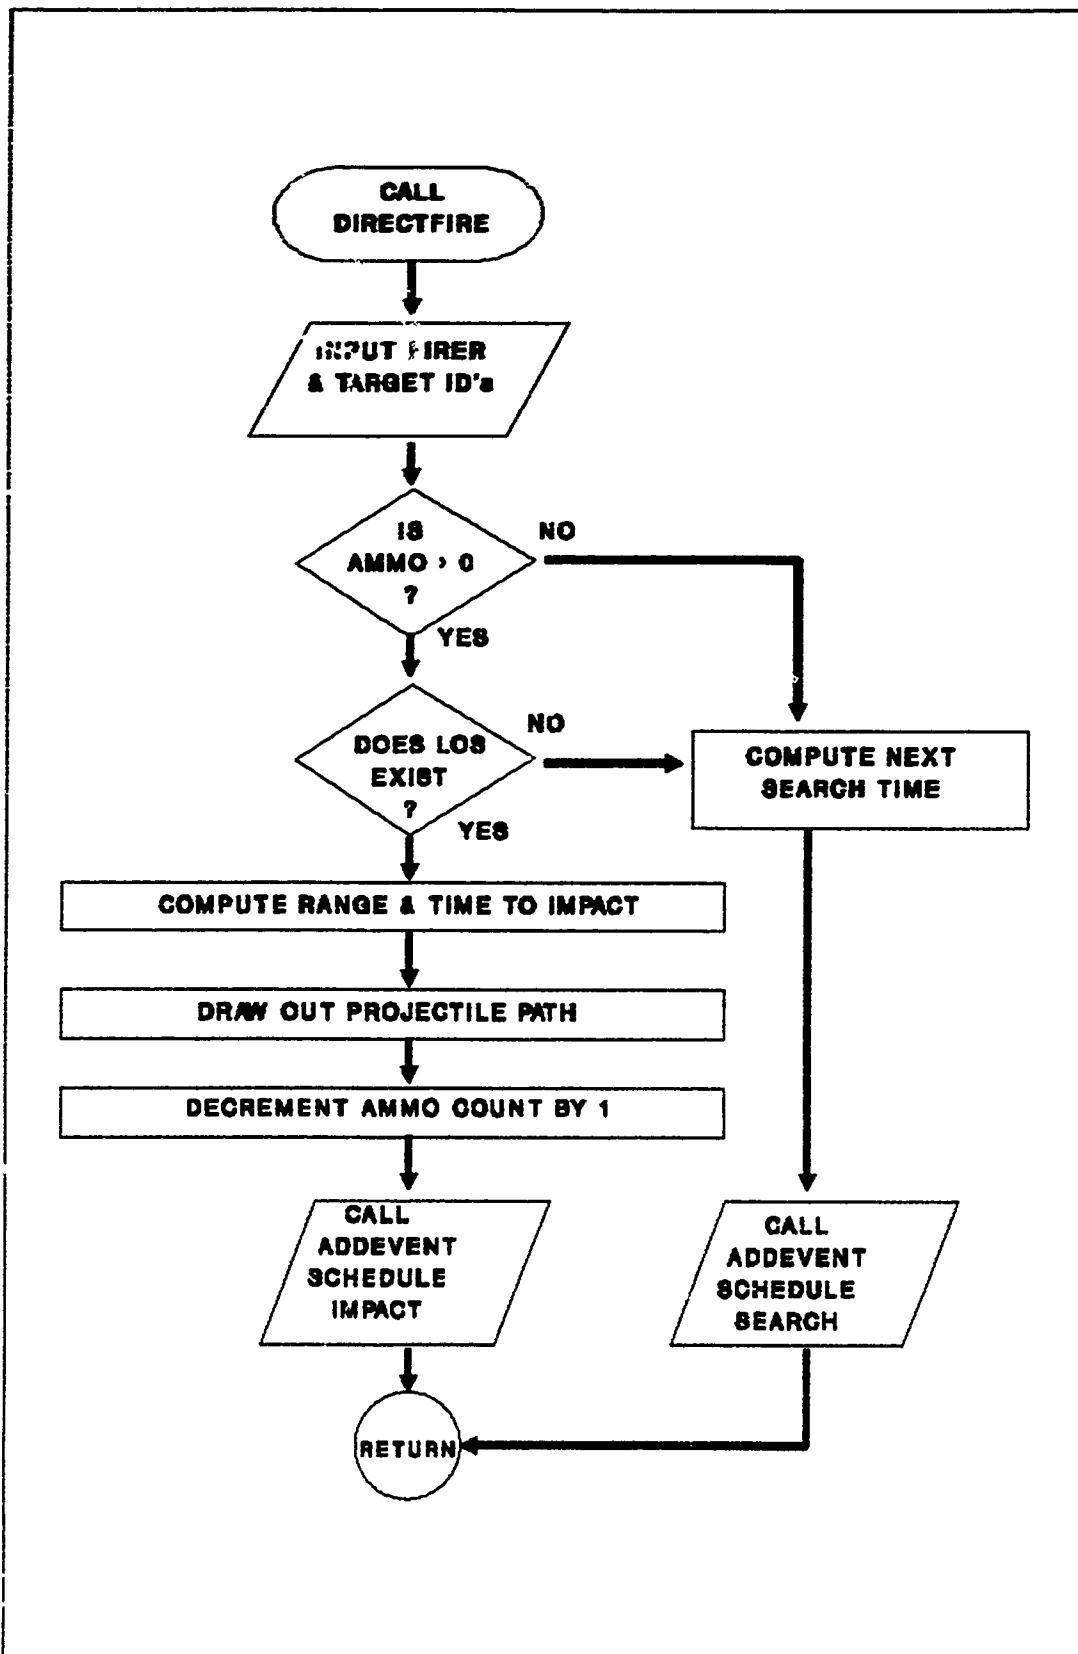 CALL
DIRECTFIRE
INPUT FIRER
& TARGET ID's
IS
AMMO > 0
?
NO
YES
DOES LOS
EXIST
?
NO
YES
COMPUTE NEXT
SEARCH TIME
COMPUTE RANGE & TIME TO IMPACT
DRAW OUT PROJECTILE PATH
DECREMENT AMMO COUNT BY 1
CALL
ADDEVENT
SCHEDULE
IMPACT
CALL
ADDEVENT
SCHEDULE
SEARCH
RETURN